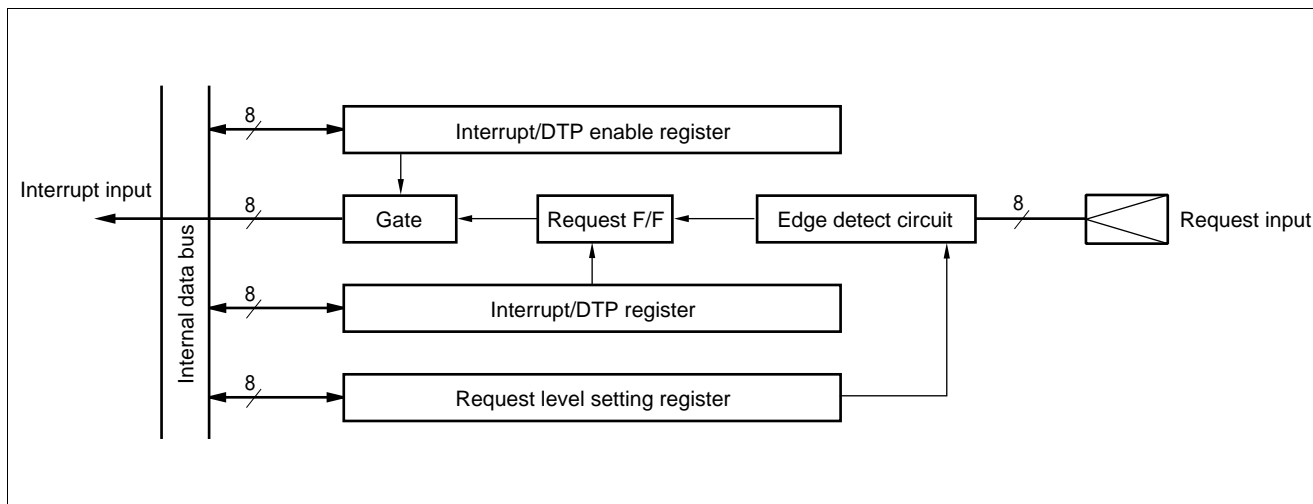 8
Interrupt/DTP enable register
Interrupt input
8
Gate
Request F/F
Edge detect circuit
8
Request input
Internal data bus
8
Interrupt/DTP register
8
Request level setting register